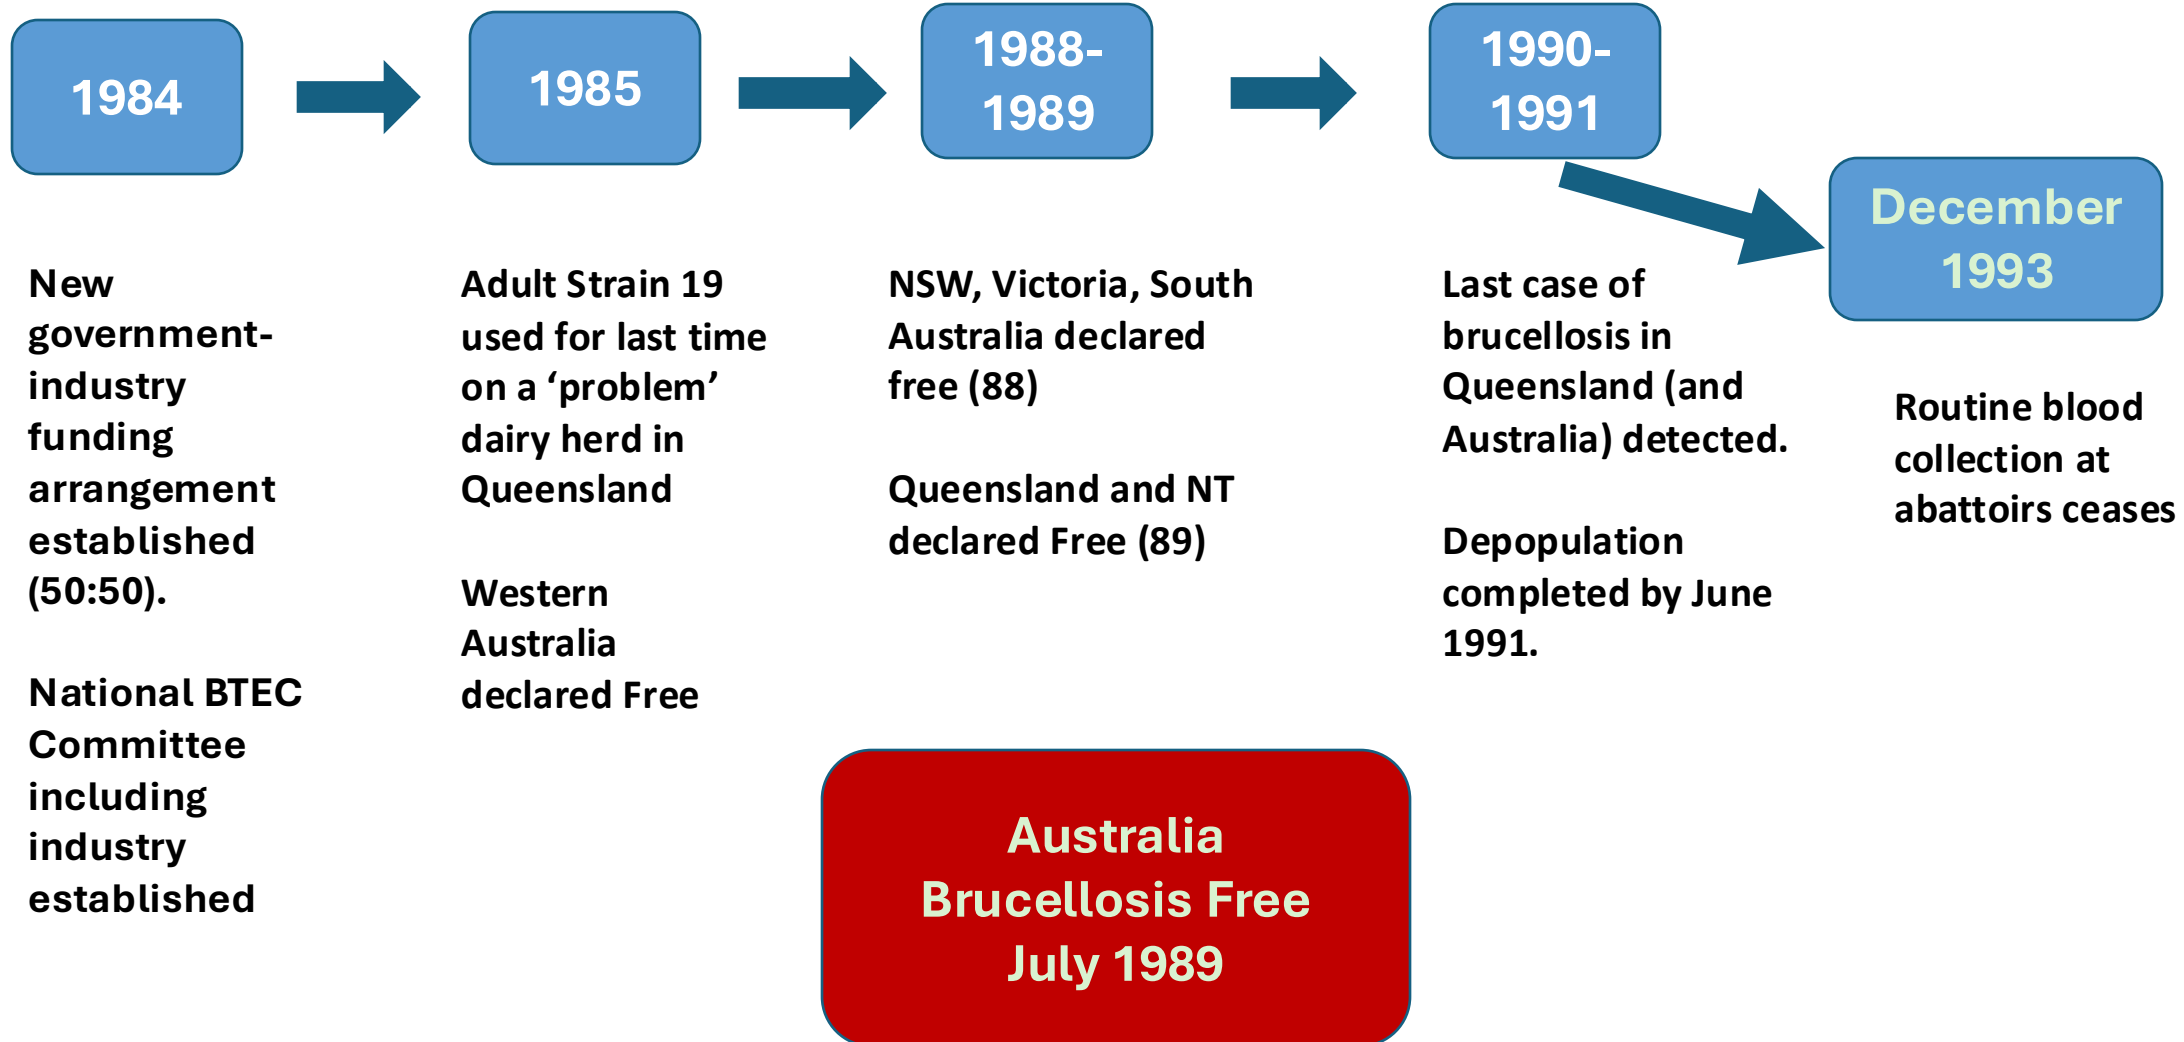 1984
1985
1988-
1989
1990-
1991
December
1993
New
government-
industry
funding
arrangement
established
(50:50).
National BTEC
Committee
including
industry
established
Adult Strain 19
used for last time
on a ‘problem’
dairy herd in
Queensland
Western
Australia
declared Free
NSW, Victoria, South
Australia declared
free (88)
Queensland and NT
declared Free (89)
Last case of
brucellosis in
Queensland (and
Australia) detected.
Depopulation
completed by June
1991.
Routine blood
collection at
abattoirs ceases
Australia
Brucellosis Free
July 1989